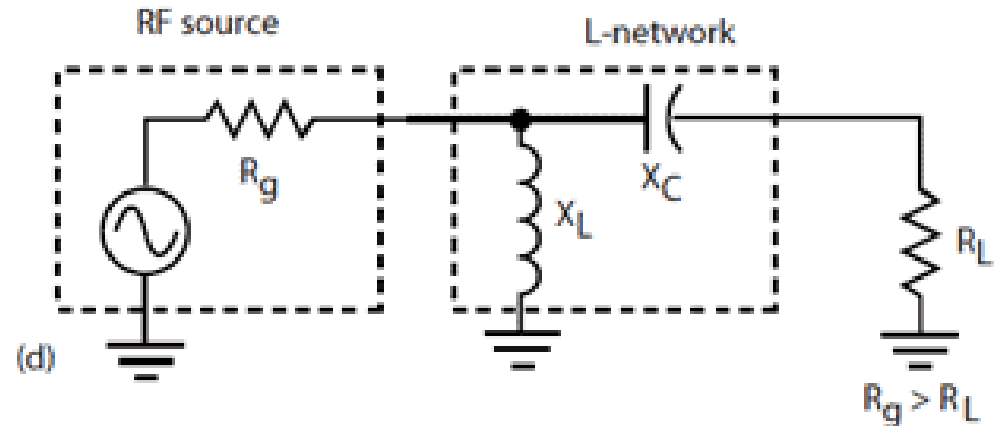 RF source
L-network
Rg
XC
XL
RL
(d)
Rg > RL